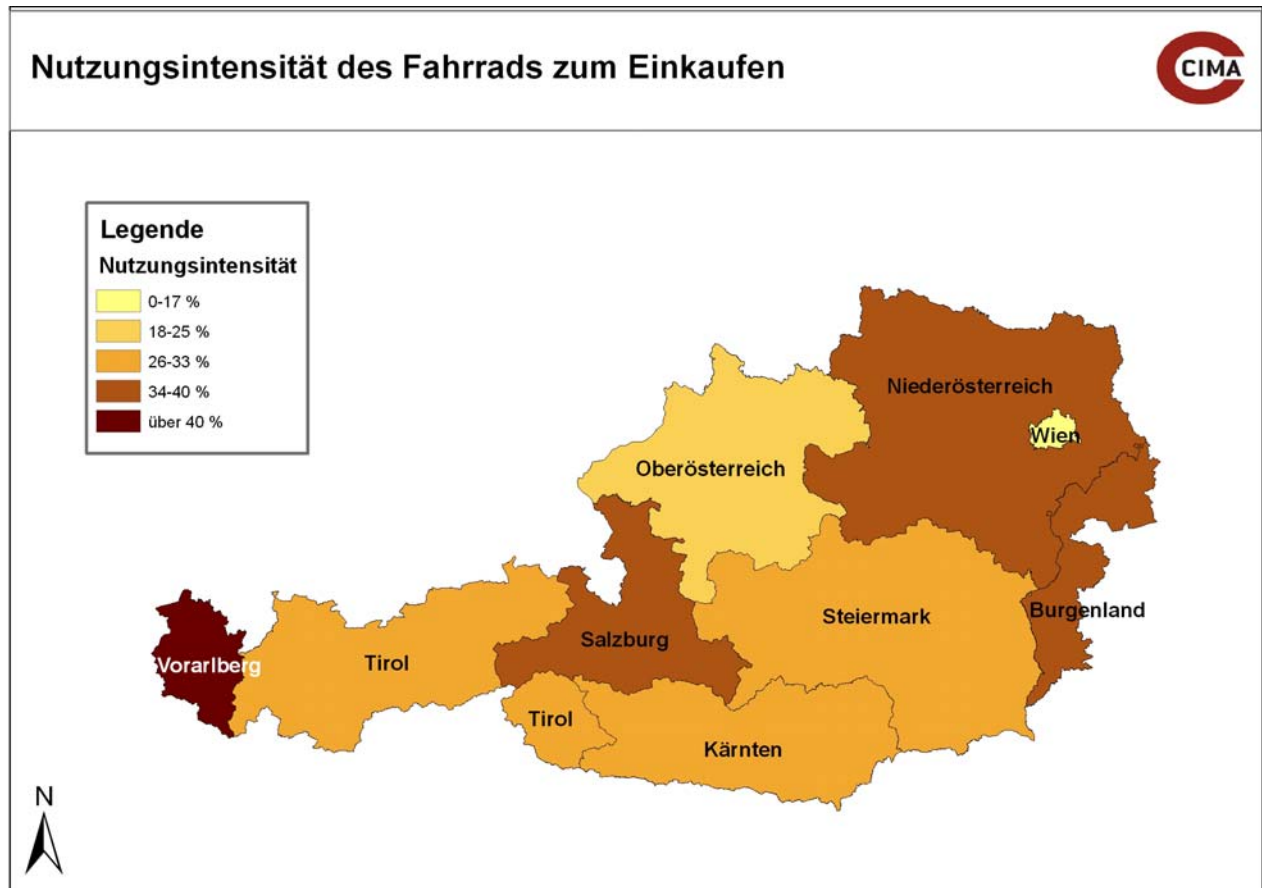 Nutzungsintensität des Fahrrads zum Einkaufen
CIMA
Legende
Nutzungsintensität
0-17 %
18-25 %
26-33 %
34-40 %
über 40 %
Niederösterreich
Wien
Oberösterreich
Burgenland
Steiermark
Salzburg
Vorarlberg
Tirol
Tirol
Kärnten
N